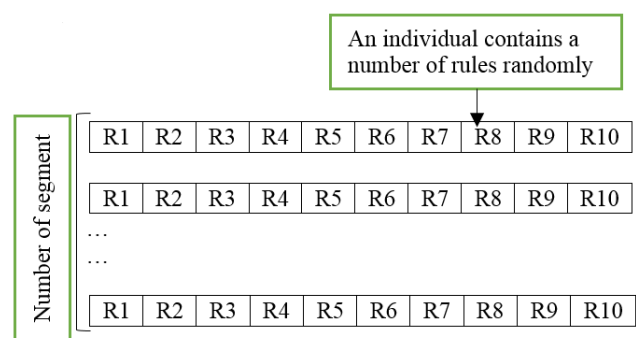 An individual contains a
number of rules randomly
Number of segment
R1 R2 R3 R4 R5 R6 R7 R8 R9 R10
R1 R2 R3 R4 R5 R6 R7 R8 R9 R10
...
...
R1 R2 R3 R4 R5 R6 R7 R8 R9 R10